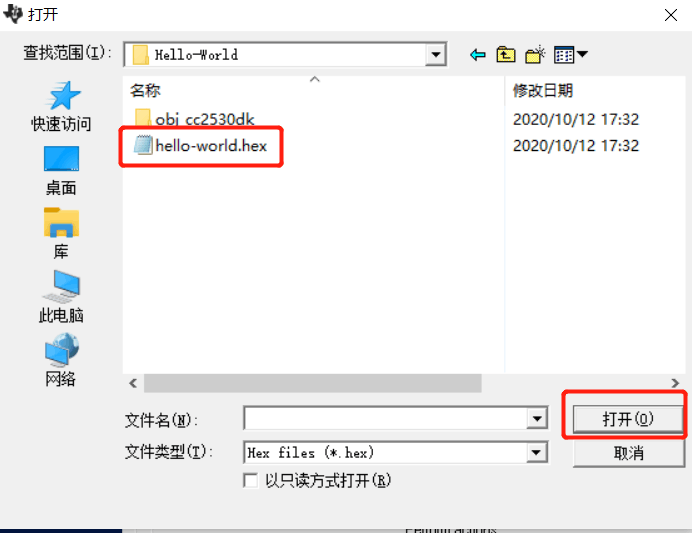 打开
查找范围(I):
Hello-World
名称
修改日期
obj_cc2530dk
2020/10/12 17:32
hello-world.hex
2020/10/12 17:32
快速访问
桌面
库
此电脑
网络
文件名(N):
打开(O)
文件类型(T):
Hex files (*.hex)
取消
以只读方式打开(R)